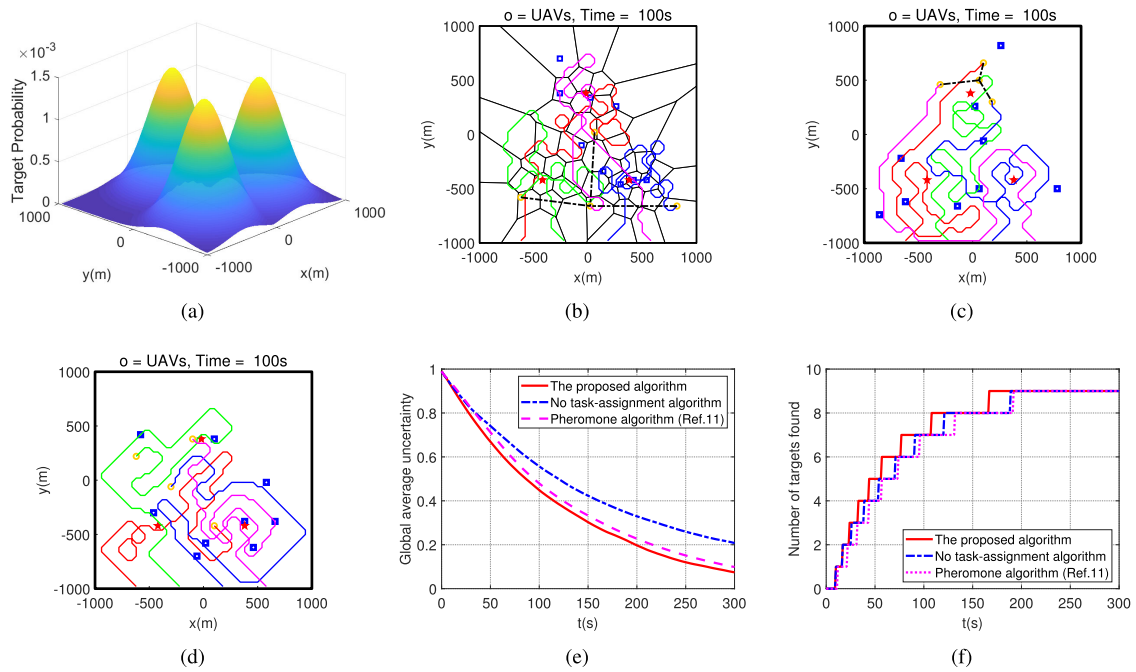 ×10⁻³
1.5
1
0.5
0
1000
0
-1000
-1000
0
1000
Target Probability
y(m)
x(m)
(a)
o = UAVs, Time = 100s
1000
500
0
-500
-1000
-1000 -500 0 500 1000
y(m)
x(m)
(b)
o = UAVs, Time = 100s
1000
500
0
-500
-1000
-1000 -500 0 500 1000
y(m)
x(m)
(c)
o = UAVs, Time = 100s
1000
500
0
-500
-1000
-1000 -500 0 500 1000
y(m)
x(m)
(d)
1
0.8
0.6
0.4
0.2
0
0 50 100 150 200 250 300
Global average uncertainty
t(s)
The proposed algorithm
No task-assignment algorithm
Pheromone algorithm (Ref.11)
(e)
10
8
6
4
2
0
0 50 100 150 200 250 300
Number of targets found
t(s)
The proposed algorithm
No task-assignment algorithm
Pheromone algorithm (Ref.11)
(f)